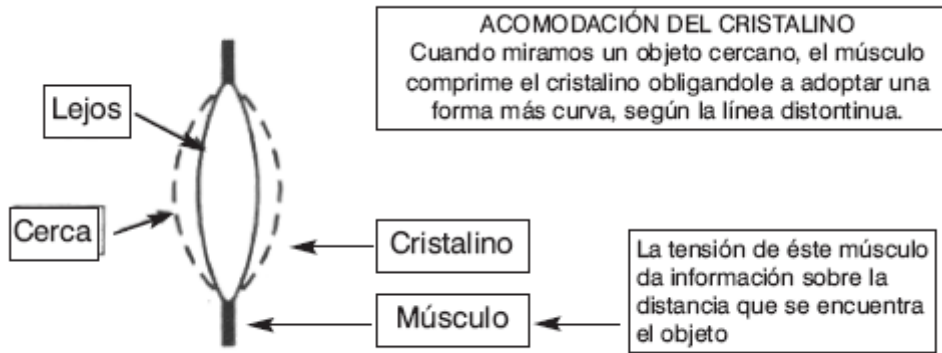 ACOMODACIÓN DEL CRISTALINO
Cuando miramos un objeto cercano, el músculo
comprime el cristalino obligandole a adoptar una
forma más curva, según la línea distontinua.
Lejos
Cerca
Cristalino
Músculo
La tensión de éste músculo
da información sobre la
distancia que se encuentra
el objeto